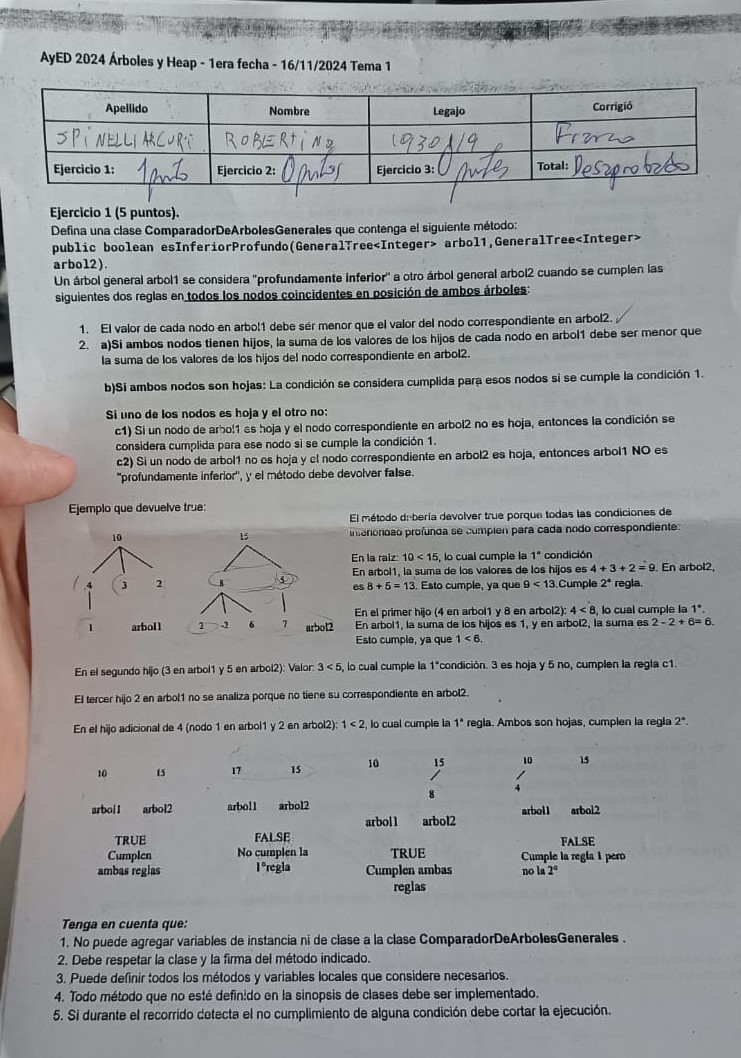 AyED 2024 Árboles y Heap - 1era fecha - 16/11/2024 Tema 1
Apellido Nombre Legajo Corrigió
SPINELLI ARCURI ROBERTINO Franco
Ejercicio 1: 1 punto Ejercicio 2: 0 puntos Ejercicio 3: 0 puntos Total: Desaprobado
Ejercicio 1 (5 puntos).
Defina una clase ComparadorDeArbolesGenerales que contenga el siguiente método:
public boolean esInferiorProfundo(GeneralTree<Integer> arbol1,GeneralTree<Integer>
arbol2).
Un árbol general arbol1 se considera "profundamente inferior" a otro árbol general arbol2 cuando se cumplen las
siguientes dos reglas en todos los nodos coincidentes en posición de ambos árboles:
1. El valor de cada nodo en arbol1 debe ser menor que el valor del nodo correspondiente en arbol2.
2. a)Si ambos nodos tienen hijos, la suma de los valores de los hijos de cada nodo en arbol1 debe ser menor que
la suma de los valores de los hijos del nodo correspondiente en arbol2.
b)Si ambos nodos son hojas: La condición se considera cumplida para esos nodos si se cumple la condición 1.
Si uno de los nodos es hoja y el otro no:
c1) Si un nodo de arbol1 es hoja y el nodo correspondiente en arbol2 no es hoja, entonces la condición se
considera cumplida para ese nodo si se cumple la condición 1.
c2) Si un nodo de arbol1 no es hoja y el nodo correspondiente en arbol2 es hoja, entonces arbol1 NO es
"profundamente inferior", y el método debe devolver false.
Ejemplo que devuelve true:
El método debería devolver true porque todas las condiciones de
inferioridad profunda se cumplen para cada nodo correspondiente:
10 15
En la raíz: 10 < 15, lo cual cumple la 1° condición
En arbol1, la suma de los valores de los hijos es 4 + 3 + 2 = 9. En arbol2,
es 8 + 5 = 13. Esto cumple, ya que 9 < 13.Cumple 2° regla.
4 3 2 8 5
En el primer hijo (4 en arbol1 y 8 en arbol2): 4 < 8, lo cual cumple la 1°.
En arbol1, la suma de los hijos es 1, y en arbol2, la suma es 2 - 2 + 6= 6.
Esto cumple, ya que 1 < 6.
1 arbol1 2 -2 6 7 arbol2
En el segundo hijo (3 en arbol1 y 5 en arbol2): Valor: 3 < 5, lo cual cumple la 1°condición. 3 es hoja y 5 no, cumplen la regla c1.
El tercer hijo 2 en arbol1 no se analiza porque no tiene su correspondiente en arbol2.
En el hijo adicional de 4 (nodo 1 en arbol1 y 2 en arbol2): 1 < 2, lo cual cumple la 1° regla. Ambos son hojas, cumplen la regla 2°.
10 15
arbol1 arbol2
TRUE
Cumplen
ambas reglas
17 15
arbol1 arbol2
FALSE
No cumplen la
1°regla
10 15
8
arbol1 arbol2
TRUE
Cumplen ambas
reglas
10 15
4
arbol1 arbol2
FALSE
Cumple la regla 1 pero
no la 2°
Tenga en cuenta que:
1. No puede agregar variables de instancia ni de clase a la clase ComparadorDeArbolesGenerales .
2. Debe respetar la clase y la firma del método indicado.
3. Puede definir todos los métodos y variables locales que considere necesarios.
4. Todo método que no esté definido en la sinopsis de clases debe ser implementado.
5. Si durante el recorrido detecta el no cumplimiento de alguna condición debe cortar la ejecución.